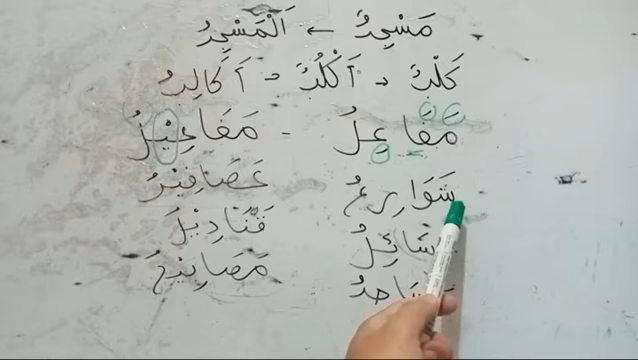 مَسْجِدٌ ← اَلْمَسْجِدُ
كَلْبٌ = اَكْلُبٌ = اَكَالِبُ
مَفَاعِلُ - مَفَاعِيْلُ
شَوَارِعُ عَصَافِيْرُ
قَنَادِيْلُ
مَصَابِيْحُ